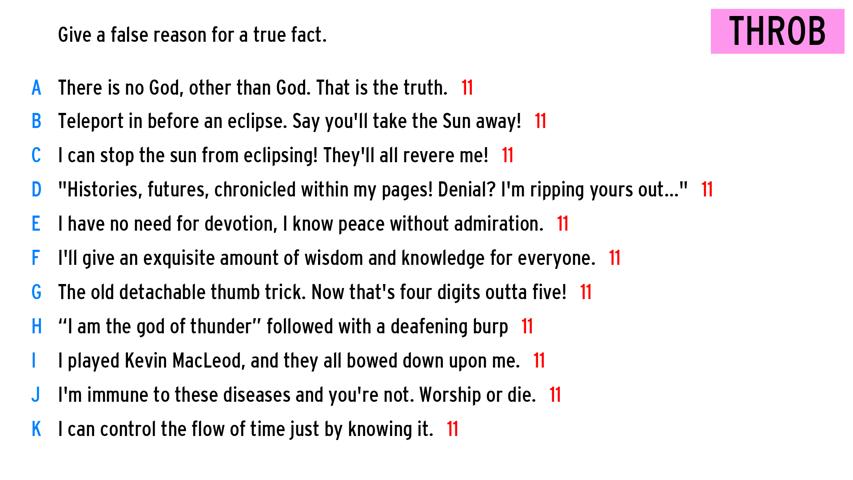 Give a false reason for a true fact.
THROB
A There is no God, other than God. That is the truth. 11
B Teleport in before an eclipse. Say you'll take the Sun away! 11
C I can stop the sun from eclipsing! They'll all revere me! 11
D "Histories, futures, chronicled within my pages! Denial? I'm ripping yours out..." 11
E I have no need for devotion, I know peace without admiration. 11
F I'll give an exquisite amount of wisdom and knowledge for everyone. 11
G The old detachable thumb trick. Now that's four digits outta five! 11
H “I am the god of thunder” followed with a deafening burp 11
I I played Kevin MacLeod, and they all bowed down upon me. 11
J I'm immune to these diseases and you're not. Worship or die. 11
K I can control the flow of time just by knowing it. 11